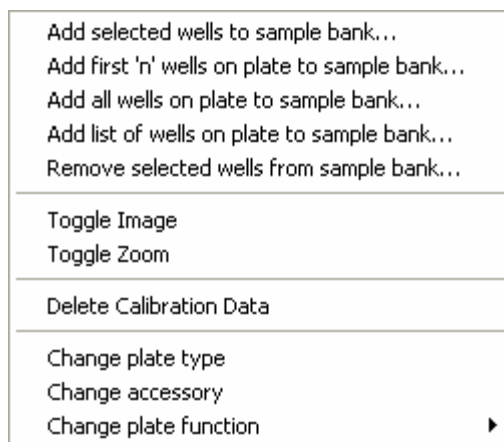 Add selected wells to sample bank...
Add first 'n' wells on plate to sample bank...
Add all wells on plate to sample bank...
Add list of wells on plate to sample bank...
Remove selected wells from sample bank...
Toggle Image
Toggle Zoom
Delete Calibration Data
Change plate type
Change accessory
Change plate function